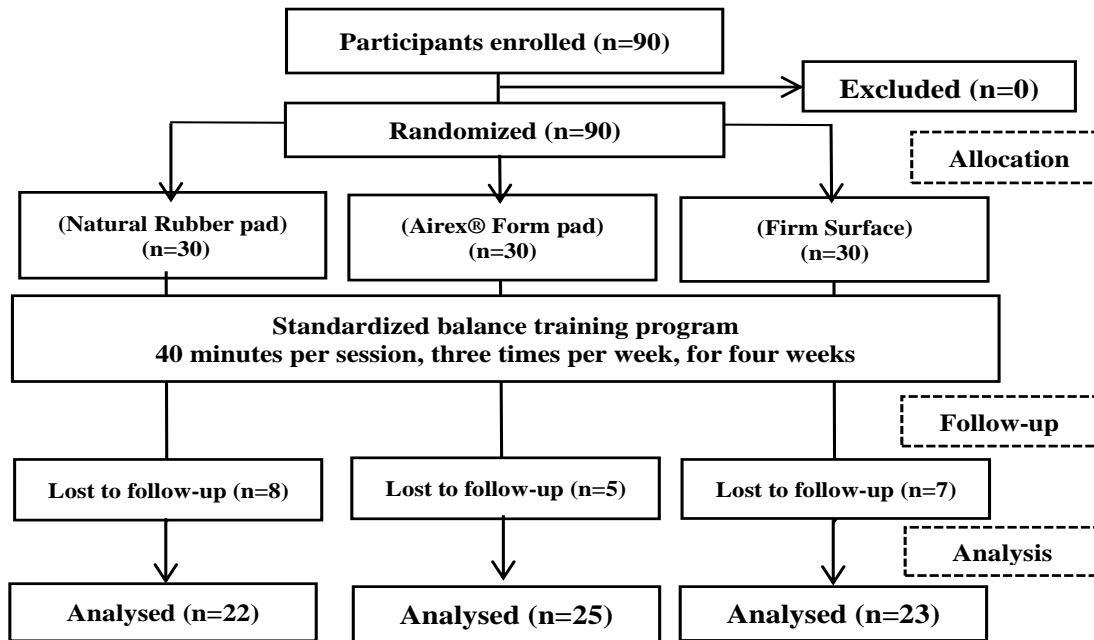 Participants enrolled (n=90)
Excluded (n=0)
Randomized (n=90)
Allocation
(Natural Rubber pad)
(n=30)
(Airex® Form pad)
(n=30)
(Firm Surface)
(n=30)
Standardized balance training program
40 minutes per session, three times per week, for four weeks
Follow-up
Lost to follow-up (n=8)
Lost to follow-up (n=5)
Lost to follow-up (n=7)
Analysis
Analysed (n=22)
Analysed (n=25)
Analysed (n=23)